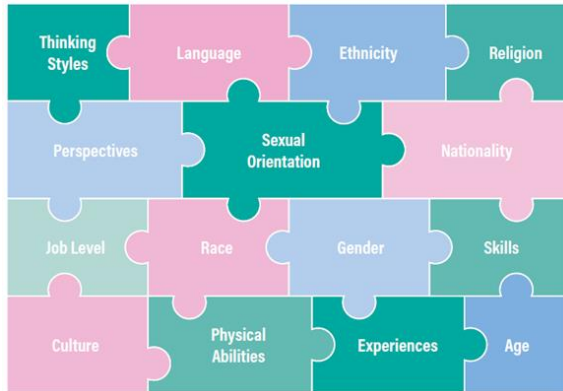 Thinking
Styles
Language
Ethnicity
Religion
Perspectives
Sexual
Orientation
Nationality
Job Level
Race
Gender
Skills
Culture
Physical
Abilities
Experiences
Age